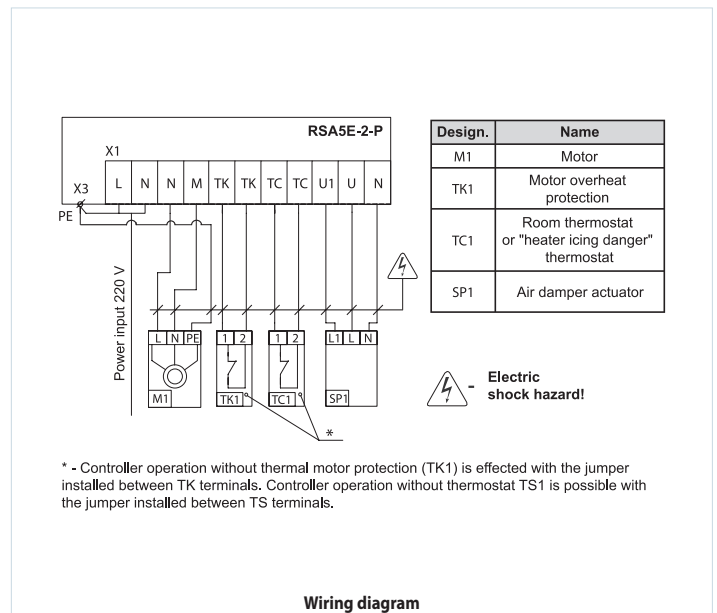 RSA5E-2-P
X1
L N N M TK TK TC TC U1 U N
X3
PE
Power input 220 V
L N PE
M1
1 2
TK1
1 2
TC1
L1 L N
SP1
*
Design. Name
M1 Motor
TK1 Motor overheat
protection
TC1 Room thermostat
or "heater icing danger"
thermostat
SP1 Air damper actuator
- Electric
shock hazard!
* - Controller operation without thermal motor protection (TK1) is effected with the jumper
installed between TK terminals. Controller operation without thermostat TS1 is possible with
the jumper installed between TS terminals.
Wiring diagram